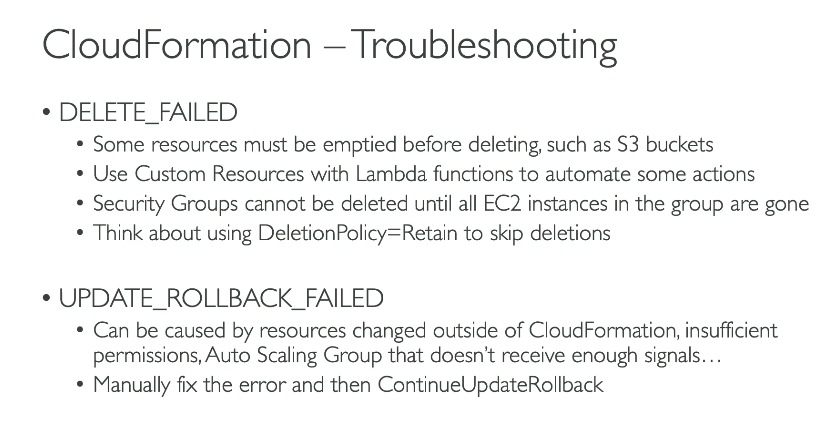 CloudFormation – Troubleshooting
• DELETE_FAILED
• Some resources must be emptied before deleting, such as S3 buckets
• Use Custom Resources with Lambda functions to automate some actions
• Security Groups cannot be deleted until all EC2 instances in the group are gone
• Think about using DeletionPolicy=Retain to skip deletions
• UPDATE_ROLLBACK_FAILED
• Can be caused by resources changed outside of CloudFormation, insufficient
permissions, Auto Scaling Group that doesn't receive enough signals…
• Manually fix the error and then ContinueUpdateRollback